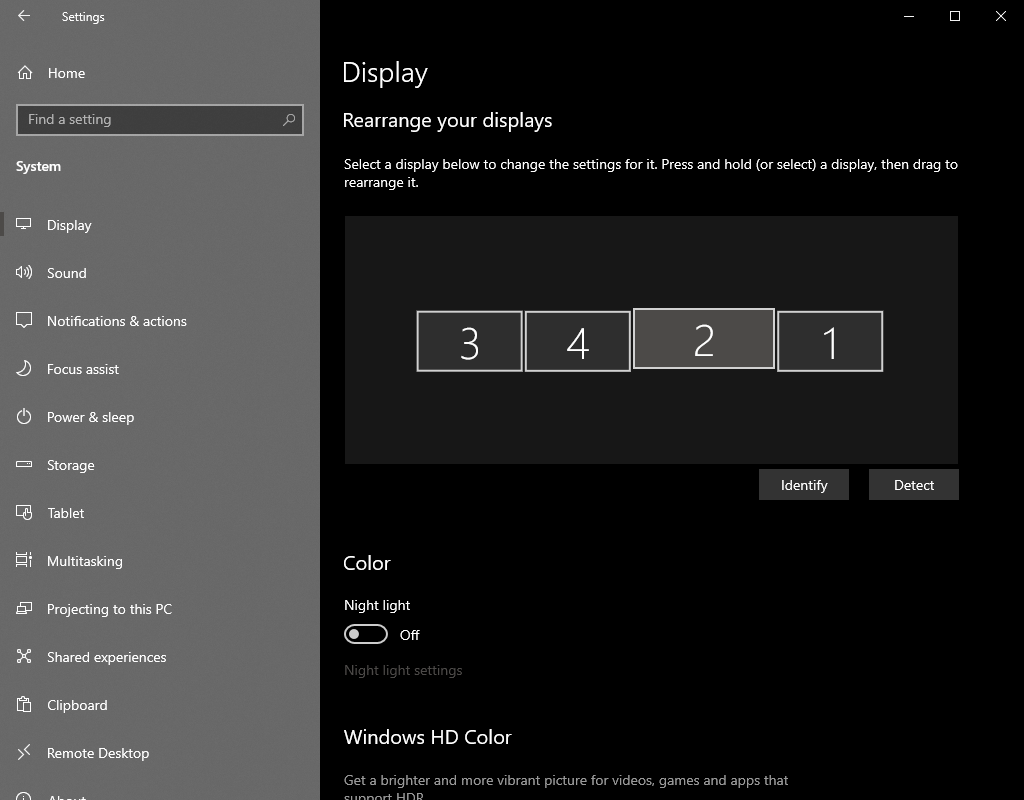 Settings
Home
Find a setting
System
Display
Sound
Notifications & actions
Focus assist
Power & sleep
Storage
Tablet
Multitasking
Projecting to this PC
Shared experiences
Clipboard
Remote Desktop
About
Display
Rearrange your displays
Select a display below to change the settings for it. Press and hold (or select) a display, then drag to
rearrange it.
3 4 2 1
Identify Detect
Color
Night light
Off
Night light settings
Windows HD Color
Get a brighter and more vibrant picture for videos, games and apps that
support HDR.